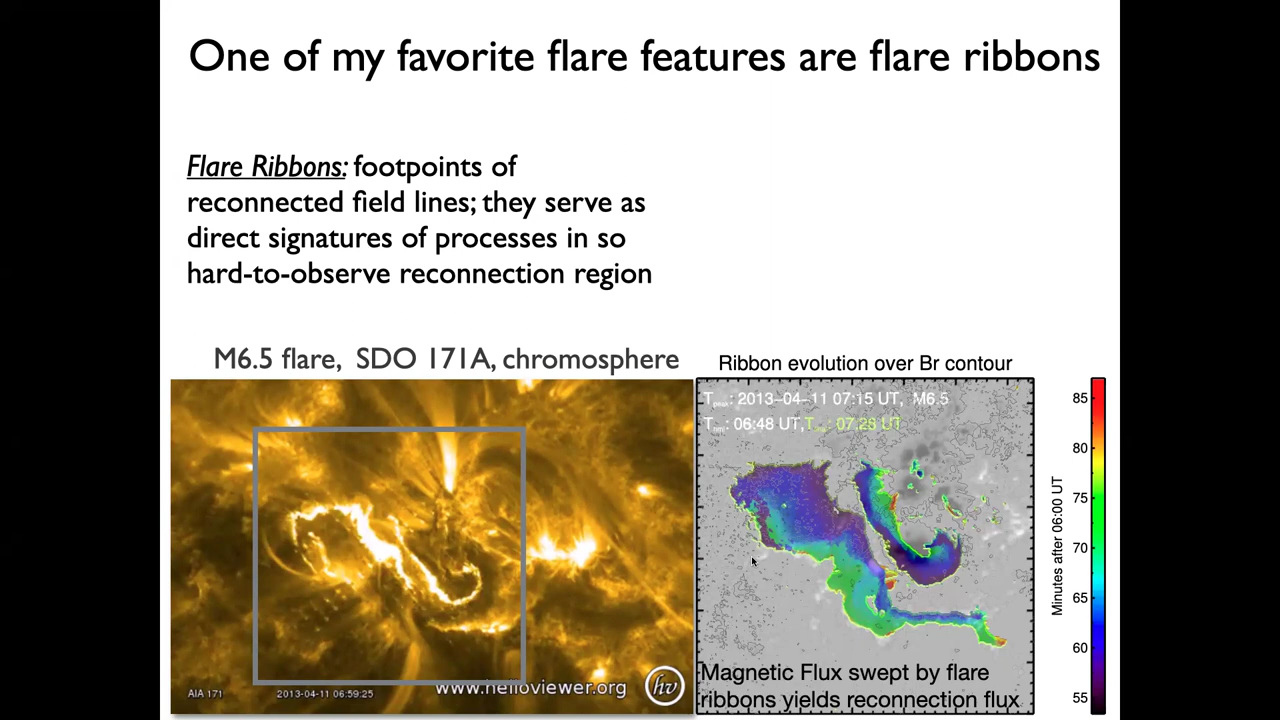 One of my favorite flare features are flare ribbons
Flare Ribbons: footpoints of
reconnected field lines; they serve as
direct signatures of processes in so
hard-to-observe reconnection region
M6.5 flare, SDO 171A, chromosphere
Ribbon evolution over Br contour
T : 2013-04-11 07:15 UT, M6.5
T : 06:48 UT, T : 07:28 UT
85
80
75
70
65
60
55
Minutes after 06:00 UT
AIA 171
2013-04-11 06:59:25
www.helioviewer.org
hv
Magnetic Flux swept by flare
ribbons yields reconnection flux